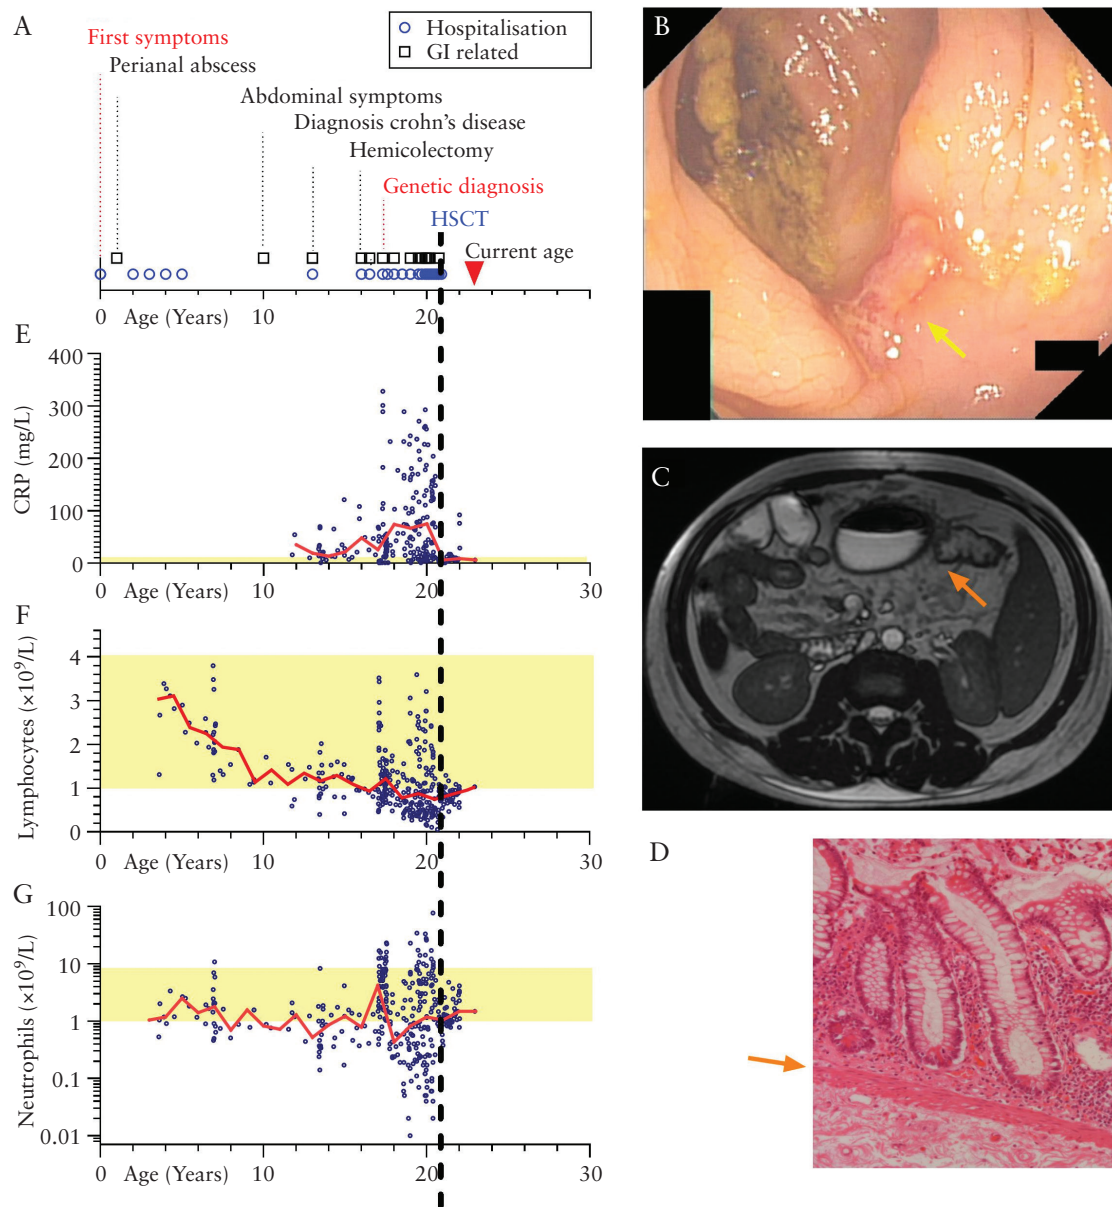 A
First symptoms
Perianal abscess
Abdominal symptoms
Diagnosis crohn's disease
Hemicolectomy
Genetic diagnosis
HSCT
Current age
Hospitalisation
GI related
0 Age (Years) 10 20 30
E
CRP (mg/L)
400
300
200
100
0
0 Age (Years) 10 20 30
F
Lymphocytes (×10⁹/L)
4
3
2
1
0
0 Age (Years) 10 20 30
G
Neutrophils (×10⁹/L)
100
10
1
0.1
0.01
0 Age (Years) 10 20 30
B
C
D